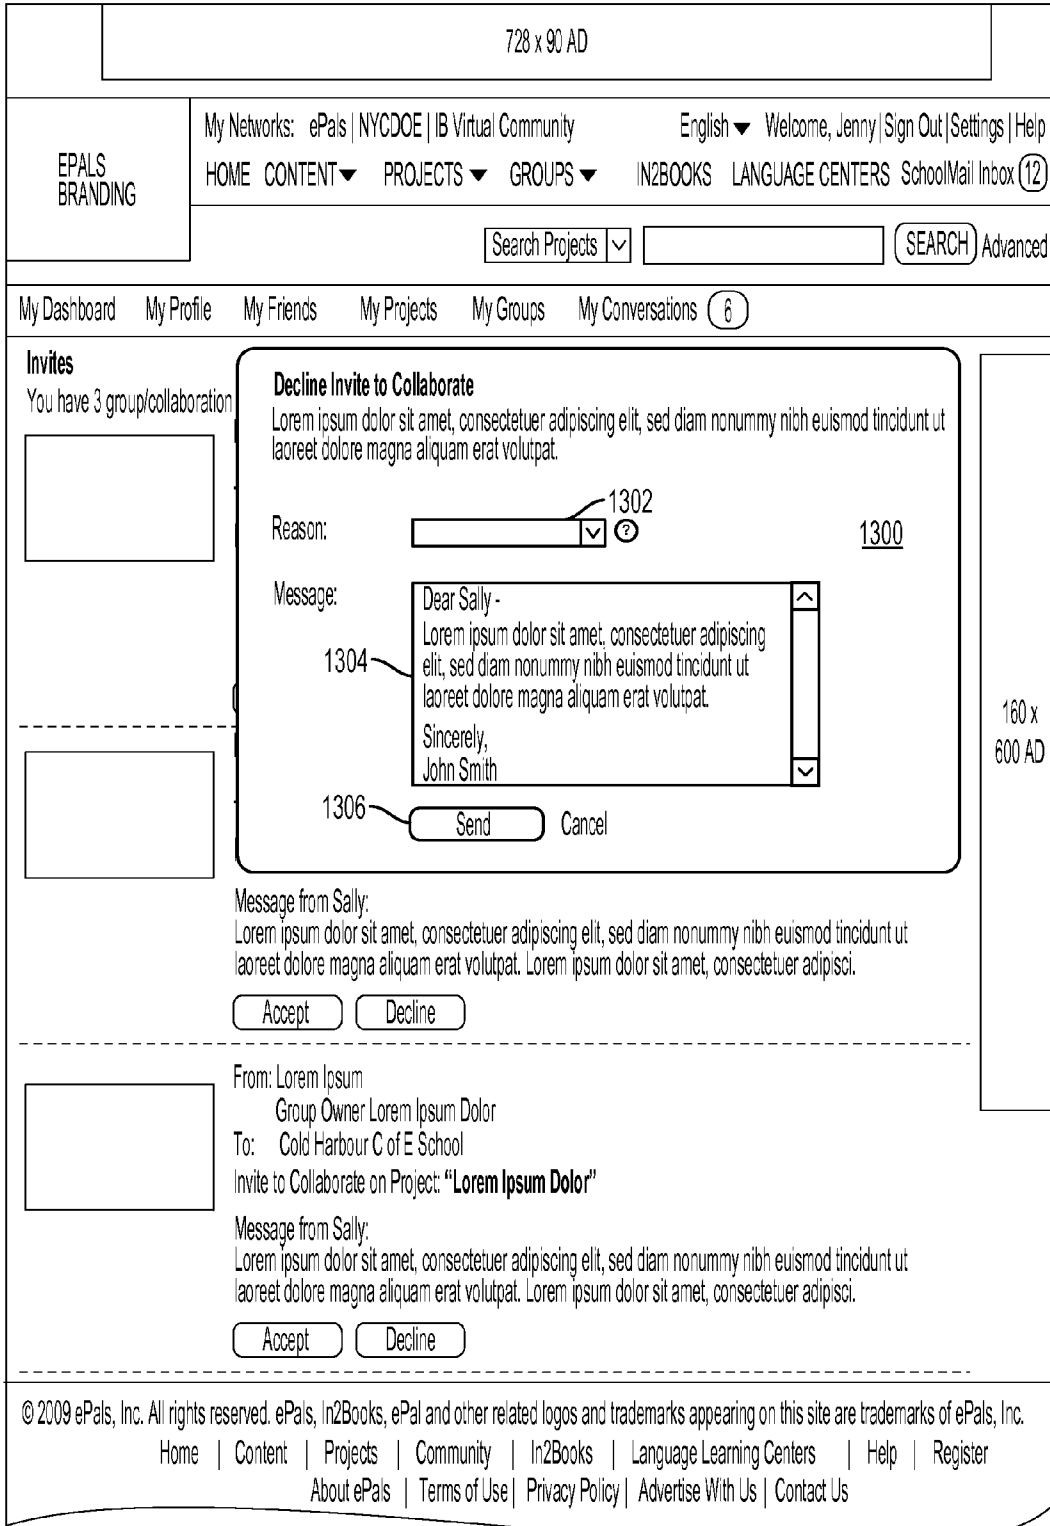 728 x 90 AD
EPALS
BRANDING
My Networks: ePals | NYCDOE | IB Virtual Community English Welcome, Jenny | Sign Out | Settings | Help
HOME CONTENT PROJECTS GROUPS IN2BOOKS LANGUAGE CENTERS SchoolMail Inbox 12
Search Projects SEARCH Advanced
My Dashboard My Profile My Friends My Projects My Groups My Conversations 6
Invites
You have 3 group/collaboration
Decline Invite to Collaborate
Lorem ipsum dolor sit amet, consectetuer adipiscing elit, sed diam nonummy nibh euismod tincidunt ut
laoreet dolore magna aliquam erat volutpat.
1302
Reason: ? 1300
Message:
Dear Sally -
Lorem ipsum dolor sit amet, consectetuer adipiscing
elit, sed diam nonummy nibh euismod tincidunt ut
laoreet dolore magna aliquam erat volutpat.
Sincerely,
John Smith
1304
1306
Send Cancel
160 x
600 AD
Message from Sally:
Lorem ipsum dolor sit amet, consectetuer adipiscing elit, sed diam nonummy nibh euismod tincidunt ut
laoreet dolore magna aliquam erat volutpat. Lorem ipsum dolor sit amet, consectetuer adipisci.
Accept Decline
From: Lorem Ipsum
Group Owner Lorem Ipsum Dolor
To: Cold Harbour C of E School
Invite to Collaborate on Project: “Lorem Ipsum Dolor”
Message from Sally:
Lorem ipsum dolor sit amet, consectetuer adipiscing elit, sed diam nonummy nibh euismod tincidunt ut
laoreet dolore magna aliquam erat volutpat. Lorem ipsum dolor sit amet, consectetuer adipisci.
Accept Decline
© 2009 ePals, Inc. All rights reserved. ePals, In2Books, ePal and other related logos and trademarks appearing on this site are trademarks of ePals, Inc.
Home | Content | Projects | Community | In2Books | Language Learning Centers | Help | Register
About ePals | Terms of Use | Privacy Policy | Advertise With Us | Contact Us